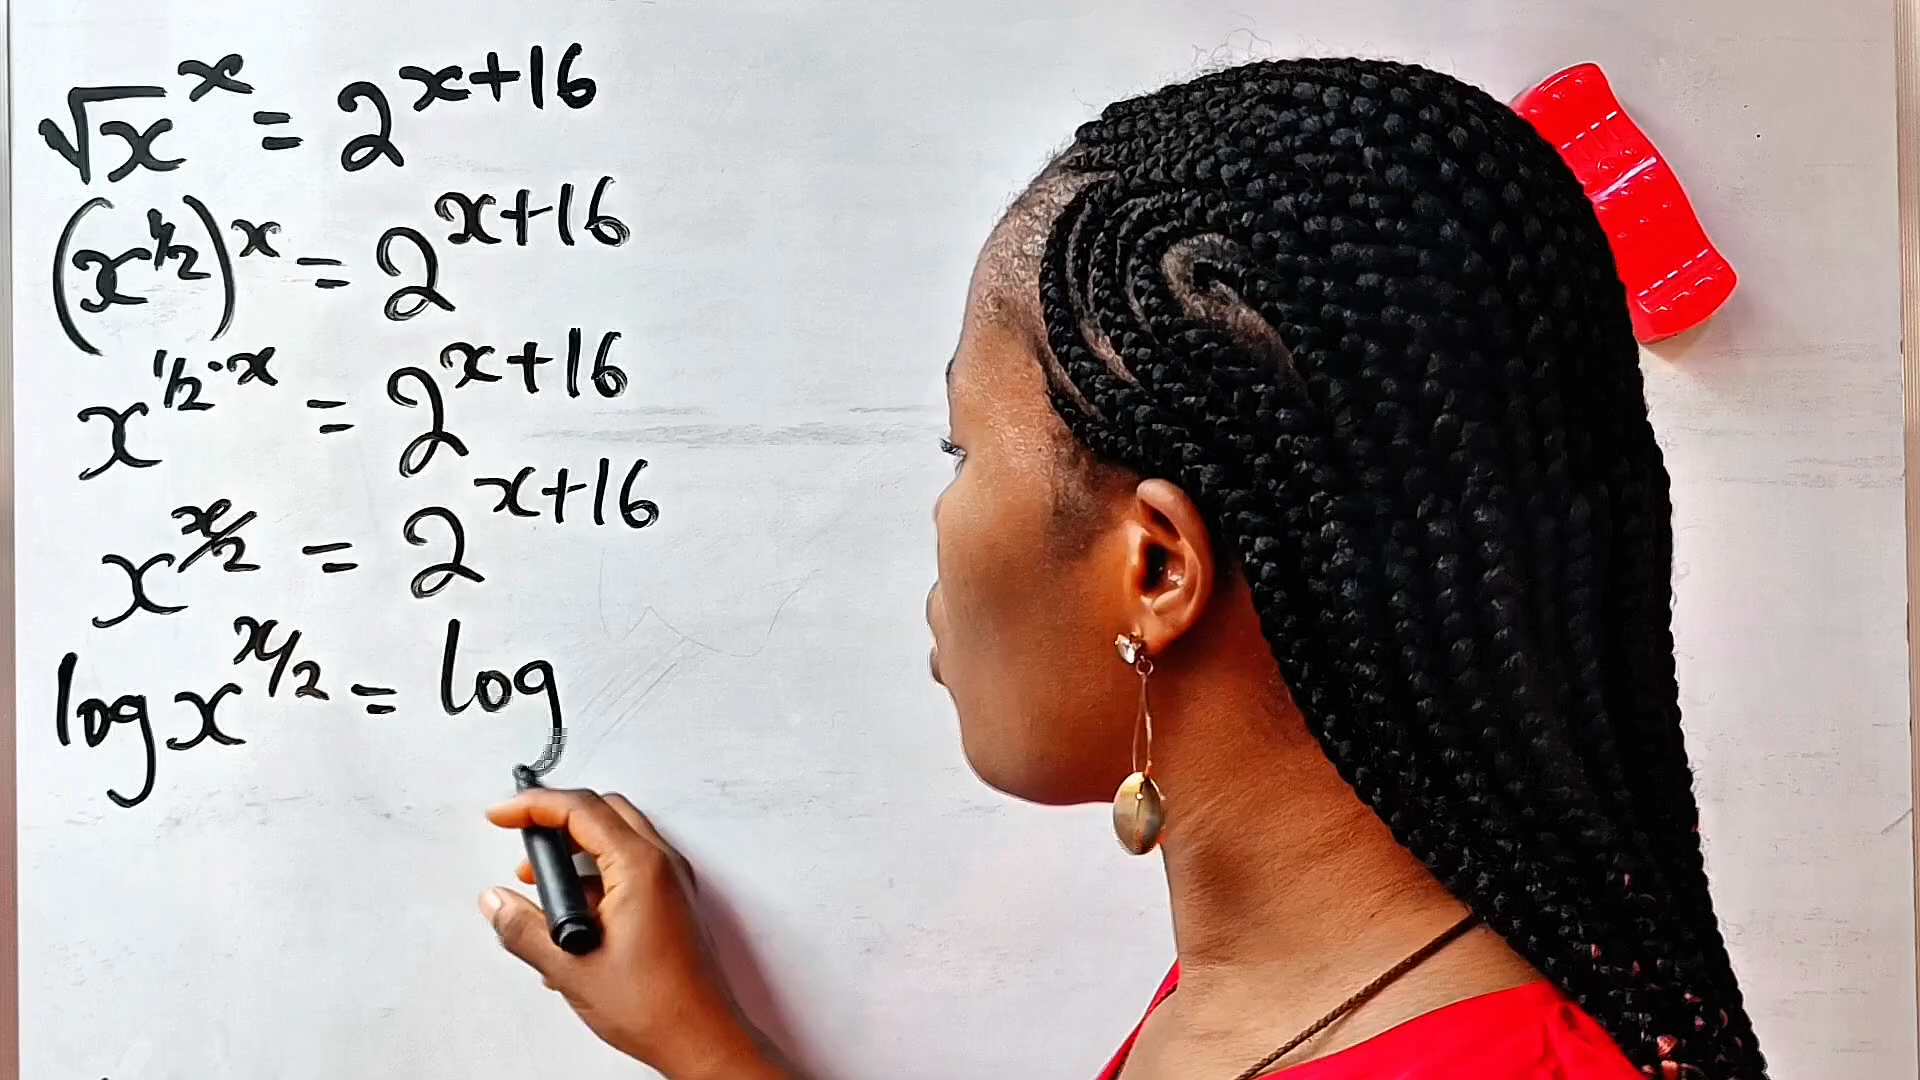 √x^x = 2^(x+16)
(x^(1/2))^x = 2^(x+16)
x^(1/2·x) = 2^(x+16)
x^(x/2) = 2^(x+16)
log x^(x/2) = log